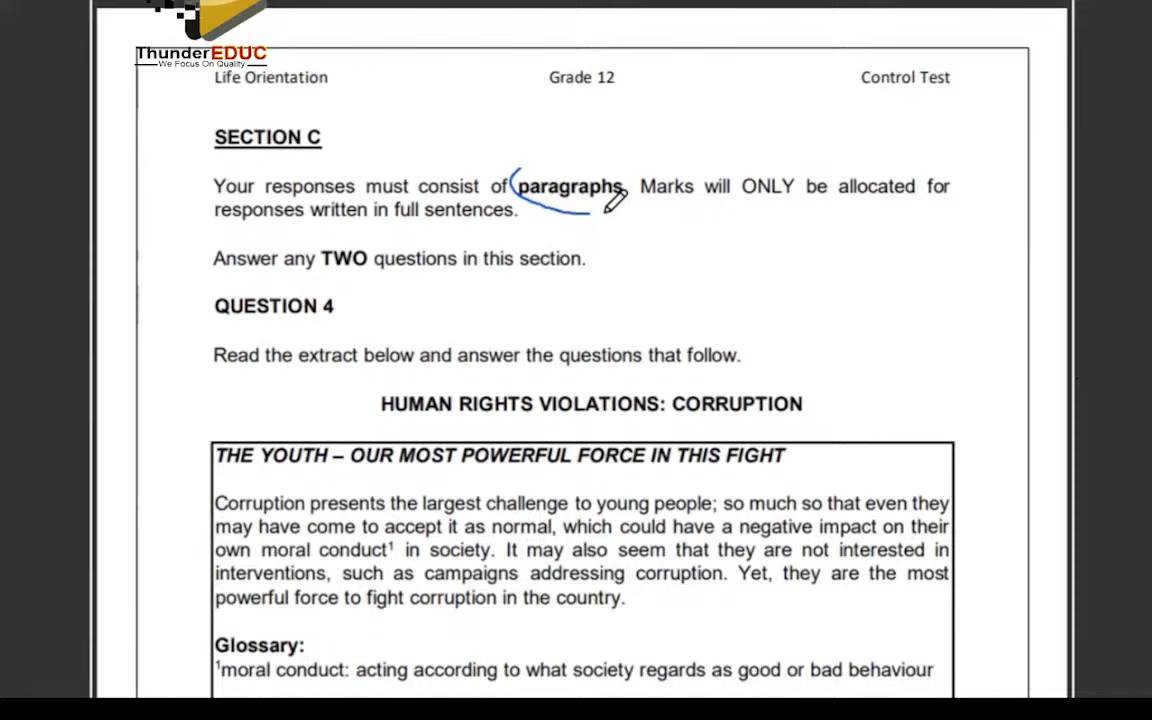 ThunderEDUC
We Focus On Quality
Life Orientation Grade 12 Control Test
SECTION C
Your responses must consist of paragraphs. Marks will ONLY be allocated for
responses written in full sentences.
Answer any TWO questions in this section.
QUESTION 4
Read the extract below and answer the questions that follow.
HUMAN RIGHTS VIOLATIONS: CORRUPTION
THE YOUTH – OUR MOST POWERFUL FORCE IN THIS FIGHT
Corruption presents the largest challenge to young people; so much so that even they
may have come to accept it as normal, which could have a negative impact on their
own moral conduct¹ in society. It may also seem that they are not interested in
interventions, such as campaigns addressing corruption. Yet, they are the most
powerful force to fight corruption in the country.
Glossary:
¹moral conduct: acting according to what society regards as good or bad behaviour